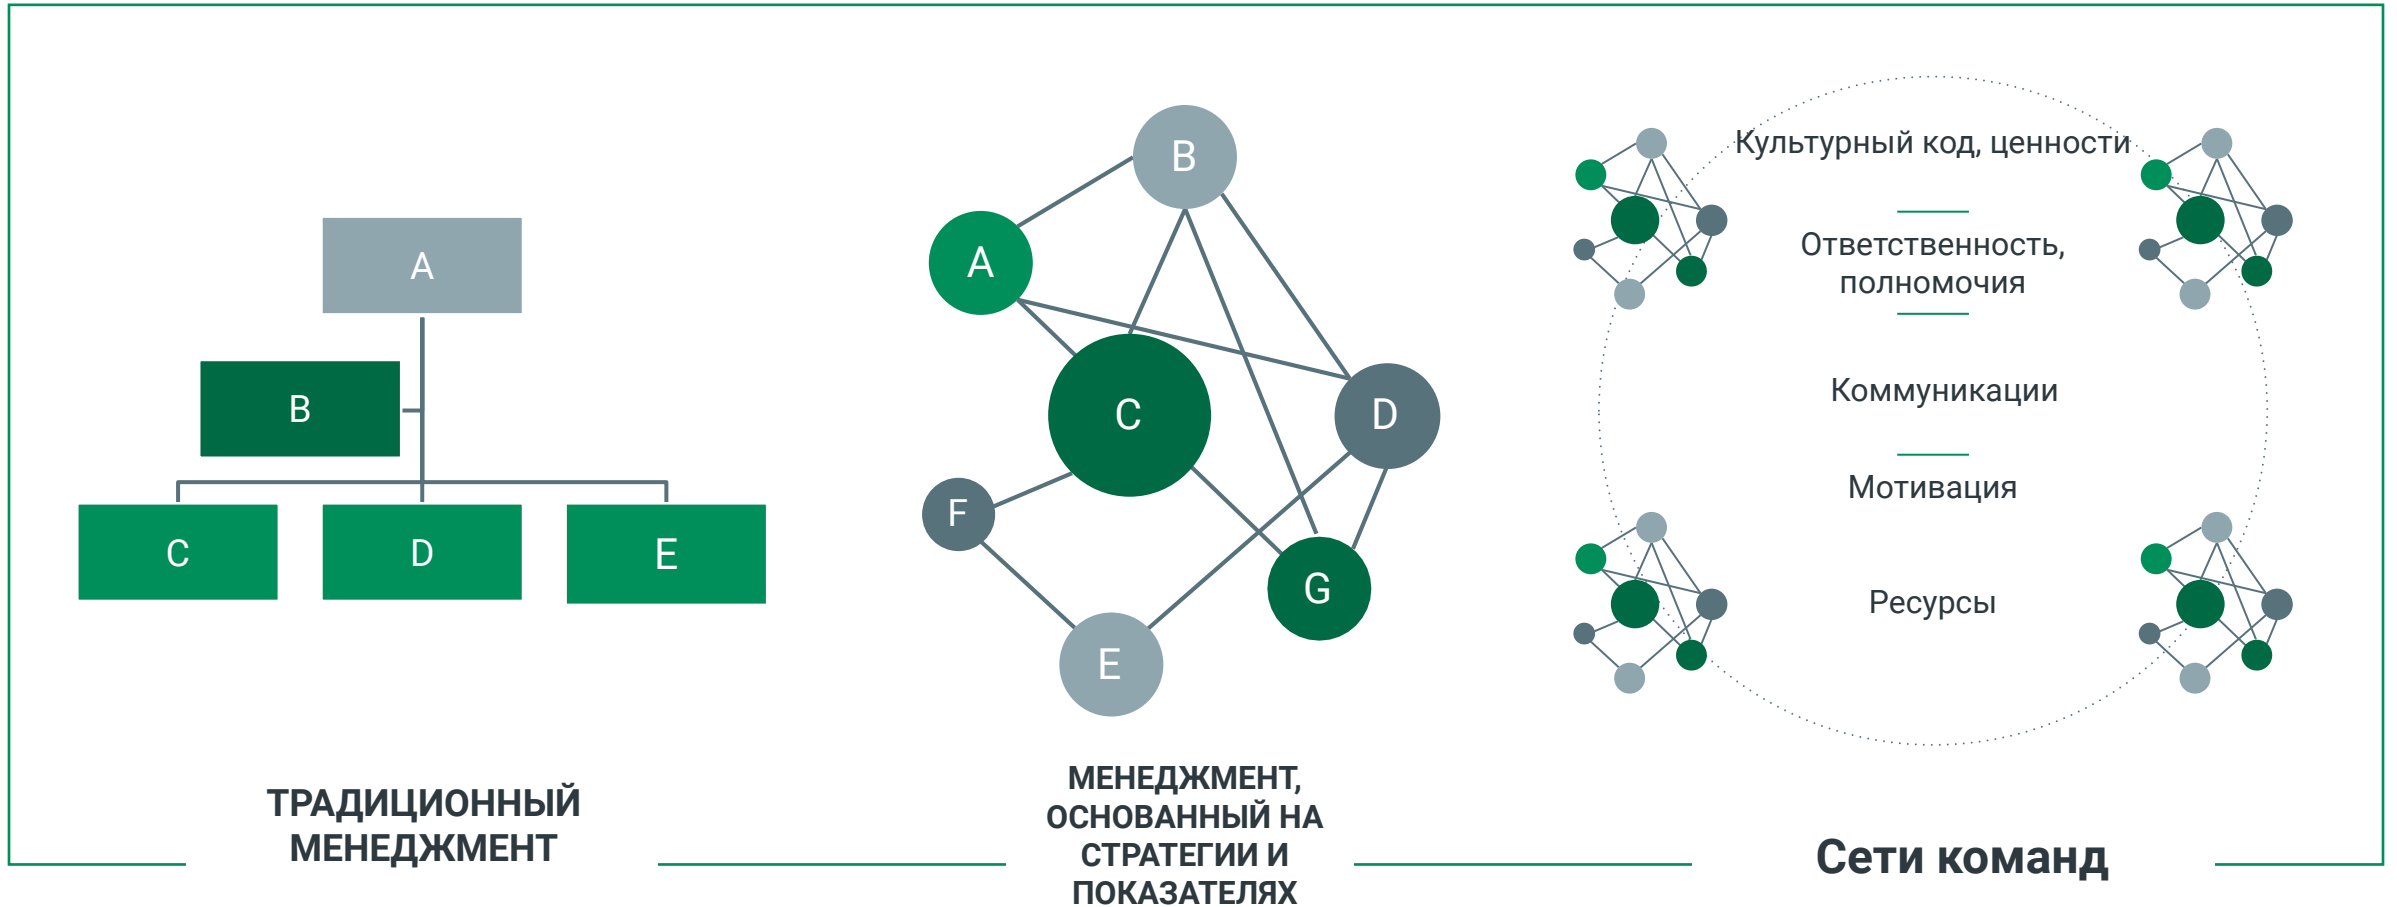 A
B
C
D
E
ТРАДИЦИОННЫЙ
МЕНЕДЖМЕНТ
B
A
C
D
F
G
E
МЕНЕДЖМЕНТ,
ОСНОВАННЫЙ НА
СТРАТЕГИИ И
ПОКАЗАТЕЛЯХ
Культурный код, ценности
Ответственность,
полномочия
Коммуникации
Мотивация
Ресурсы
Сети команд